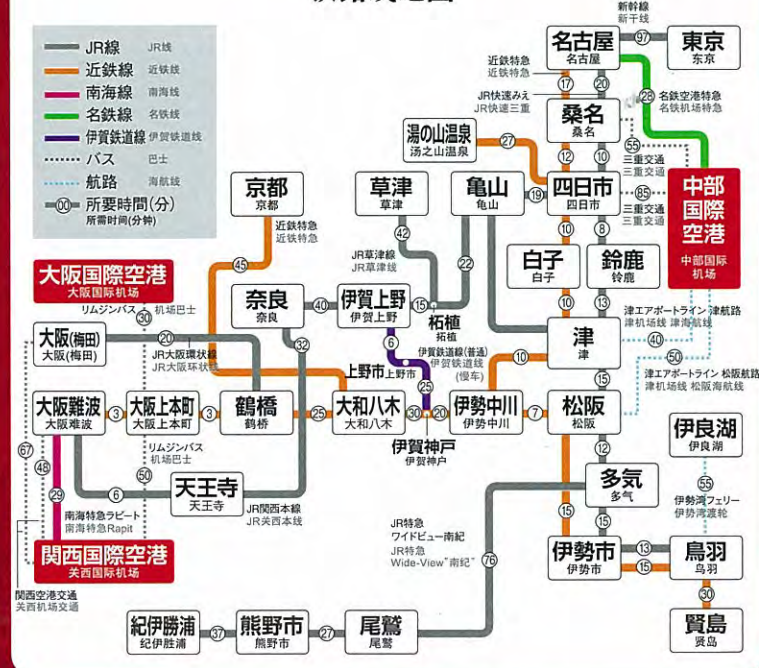 JR線 JR线
近鉄線 近铁线
南海線 南海线
名鉄線 名铁线
伊賀鉄道線 伊贺铁道线
バス 巴士
航路 海航线
00 所要時間(分)
所需时间(分钟)
新幹線
新干线
名古屋
名古屋
97
東京
东京
近鉄特急
近铁特急
17
20
JR快速みえ
JR快速三重
28
名鉄空港特急
名铁机场特急
桑名
桑名
55
三重交通
三重交通
湯の山温泉
汤之山温泉
27
12
10
京都
京都
草津
草津
亀山
龟山
19
四日市
四日市
85
三重交通
三重交通
中部
国際
空港
中部国际
机场
近鉄特急
近铁特急
45
42
JR草津線
JR草津线
22
10
8
白子
白子
鈴鹿
铃鹿
大阪国際空港
大阪国际机场
リムジンバス 机场巴士
30
奈良
奈良
40
伊賀上野
伊贺上野
15
柘植
柘植
10
13
津エアポートライン 津航路
津机场线 津海航线
40
大阪(梅田)
大阪(梅田)
20
JR大阪環状線
JR大阪环状线
32
6
伊賀鉄道線(普通)
伊贺铁道线
(慢车)
津
津
50
上野市 上野市
25
10
15
津エアポートライン 松阪航路
津机场线 松阪海航线
大阪難波
大阪难波
3
大阪上本町
大阪上本町
3
鶴橋
鹤桥
25
大和八木
大和八木
30
20
伊勢中川
伊势中川
7
松阪
松阪
伊賀神戸
伊贺神户
伊良湖
伊良湖
67
48
リムジンバス
机场巴士
50
12
29
6
天王寺
天王寺
多気
多气
55
伊勢湾フェリー
伊势湾渡轮
南海特急ラピート
南海特急Rapit
JR関西本線
JR关西本线
JR特急
ワイドビュー南紀
JR特急
Wide-View"南纪"
76
15
15
関西国際空港
关西国际机场
伊勢市
伊势市
13
15
鳥羽
鸟羽
関西空港交通
关西机场交通
30
紀伊勝浦
纪伊胜浦
37
熊野市
熊野市
27
尾鷲
尾鹫
賢島
贤岛